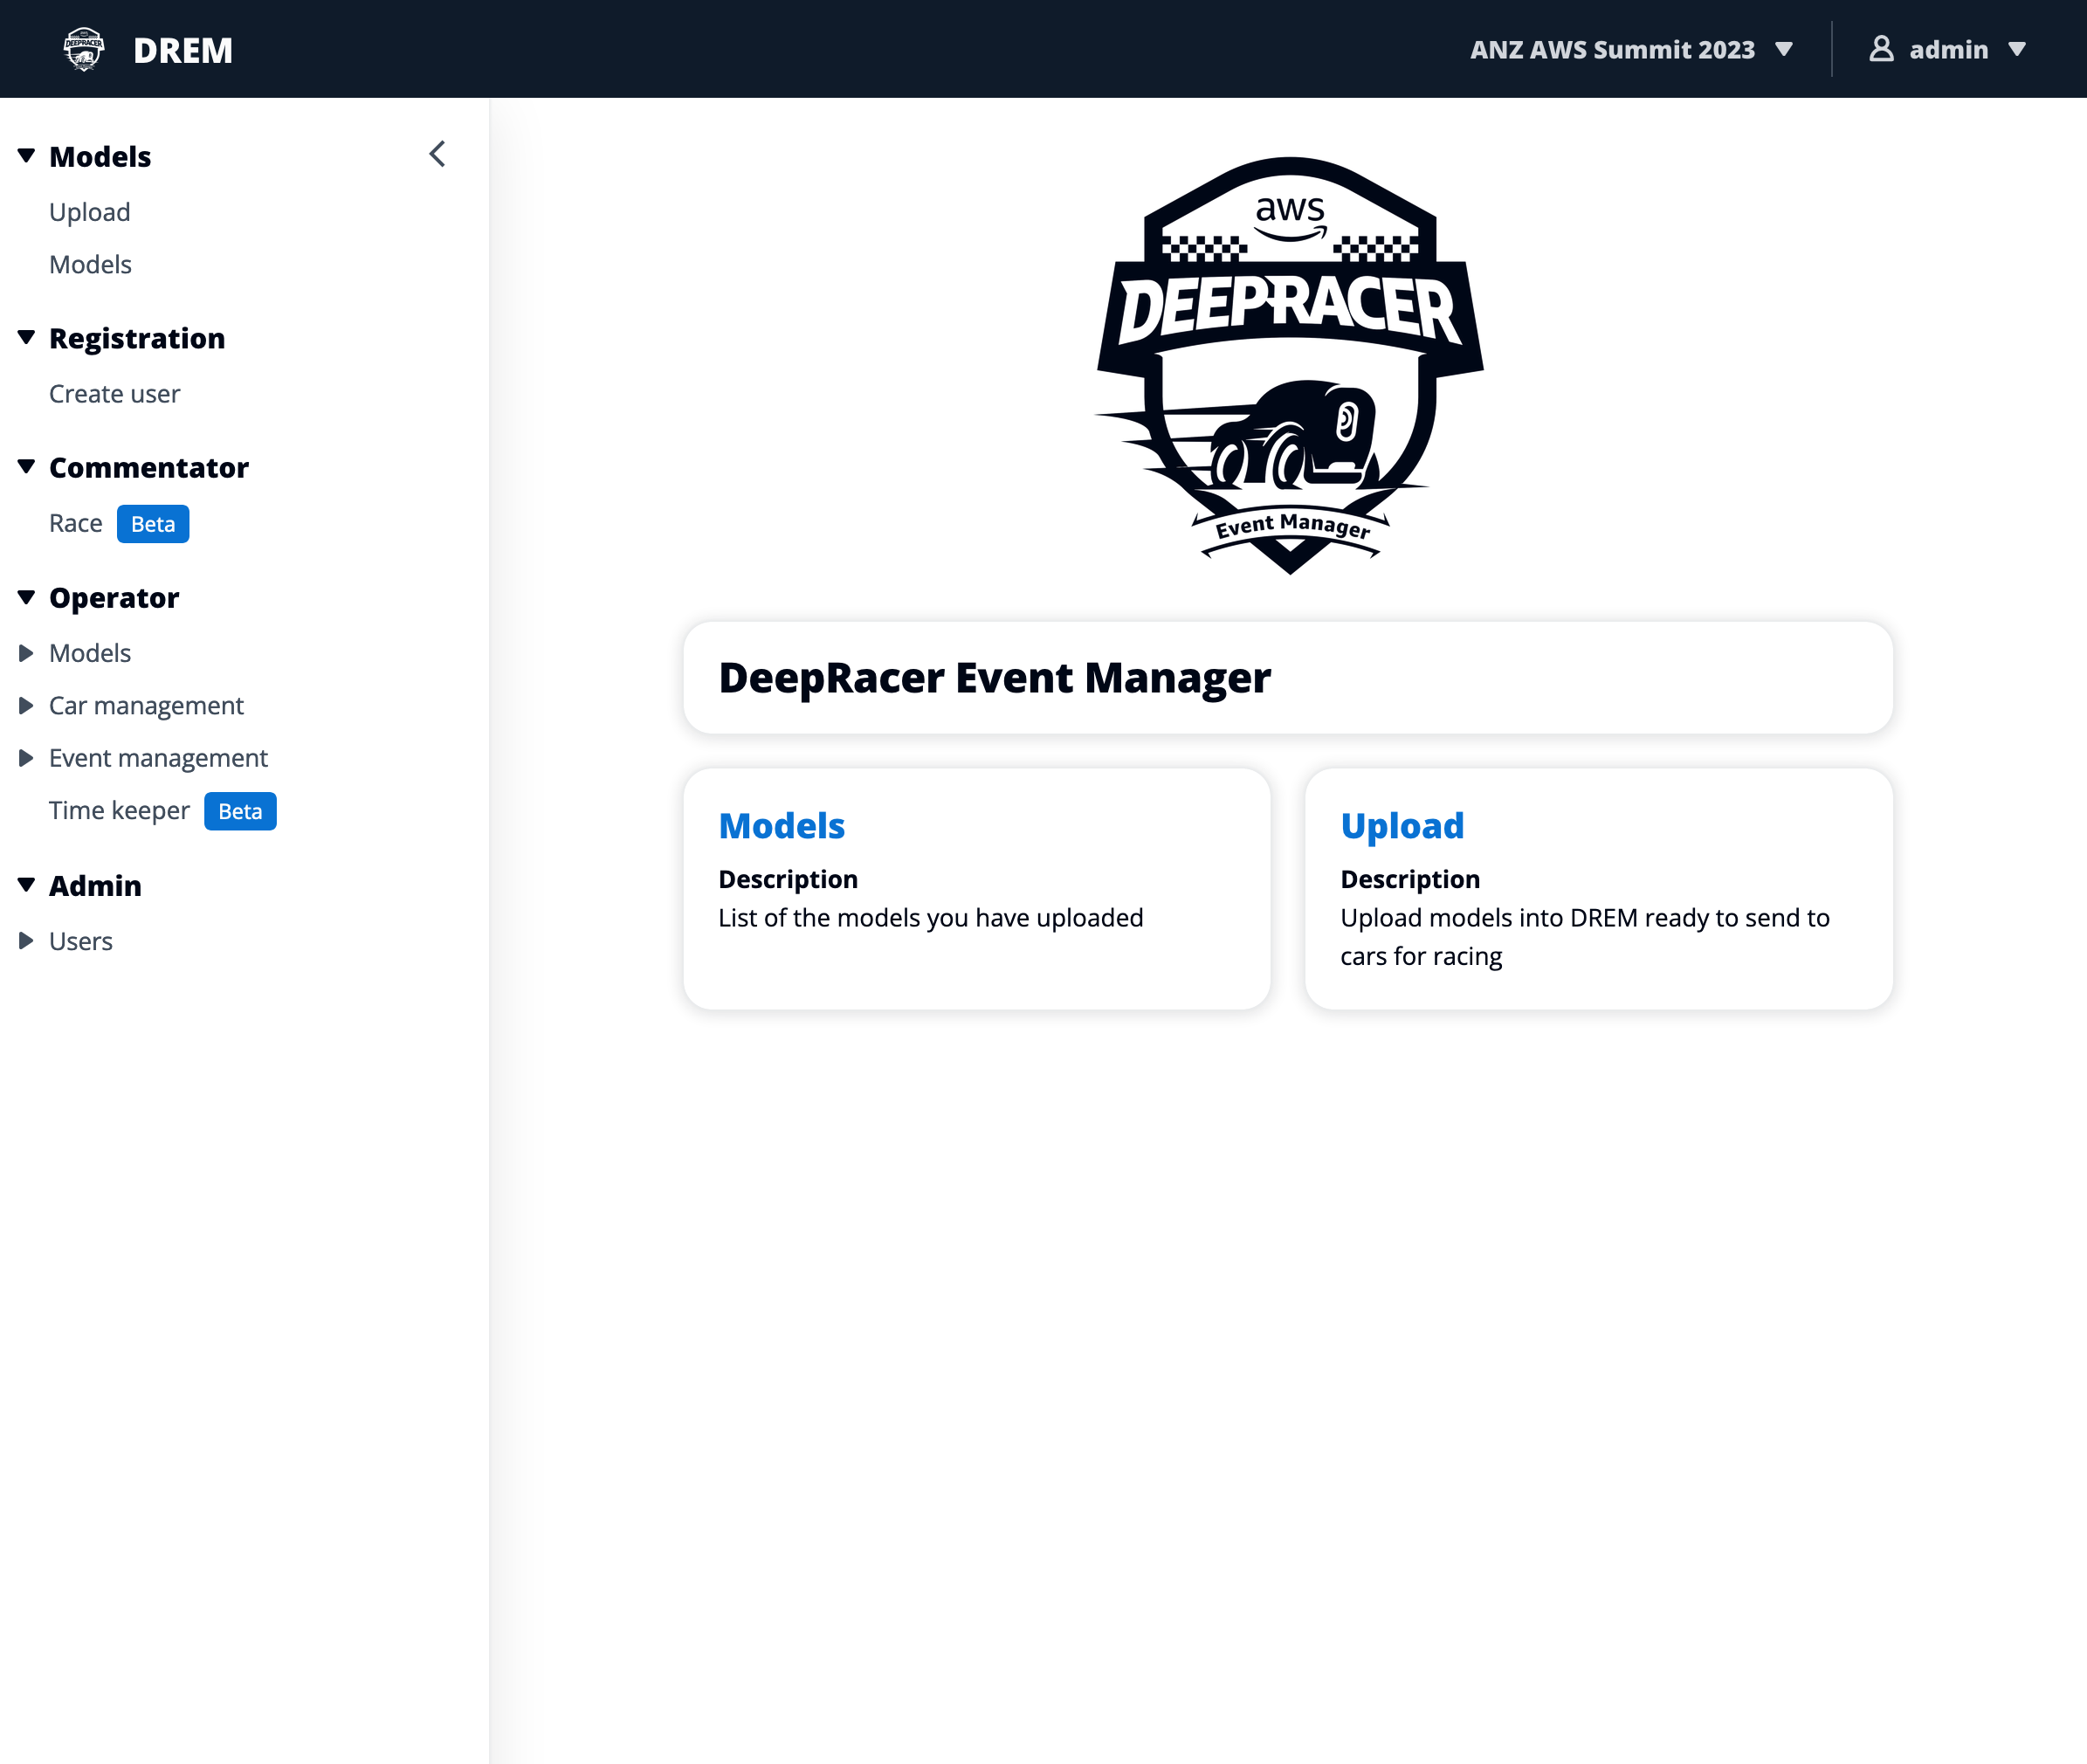 DEEPRACER
DREM
ANZ AWS Summit 2023
admin
Models
Upload
Models
Registration
Create user
Commentator
Race Beta
Operator
Models
Car management
Event management
Time keeper Beta
Admin
Users
aws
DEEPRACER
Event Manager
DeepRacer Event Manager
Models
Description
List of the models you have uploaded
Upload
Description
Upload models into DREM ready to send to
cars for racing